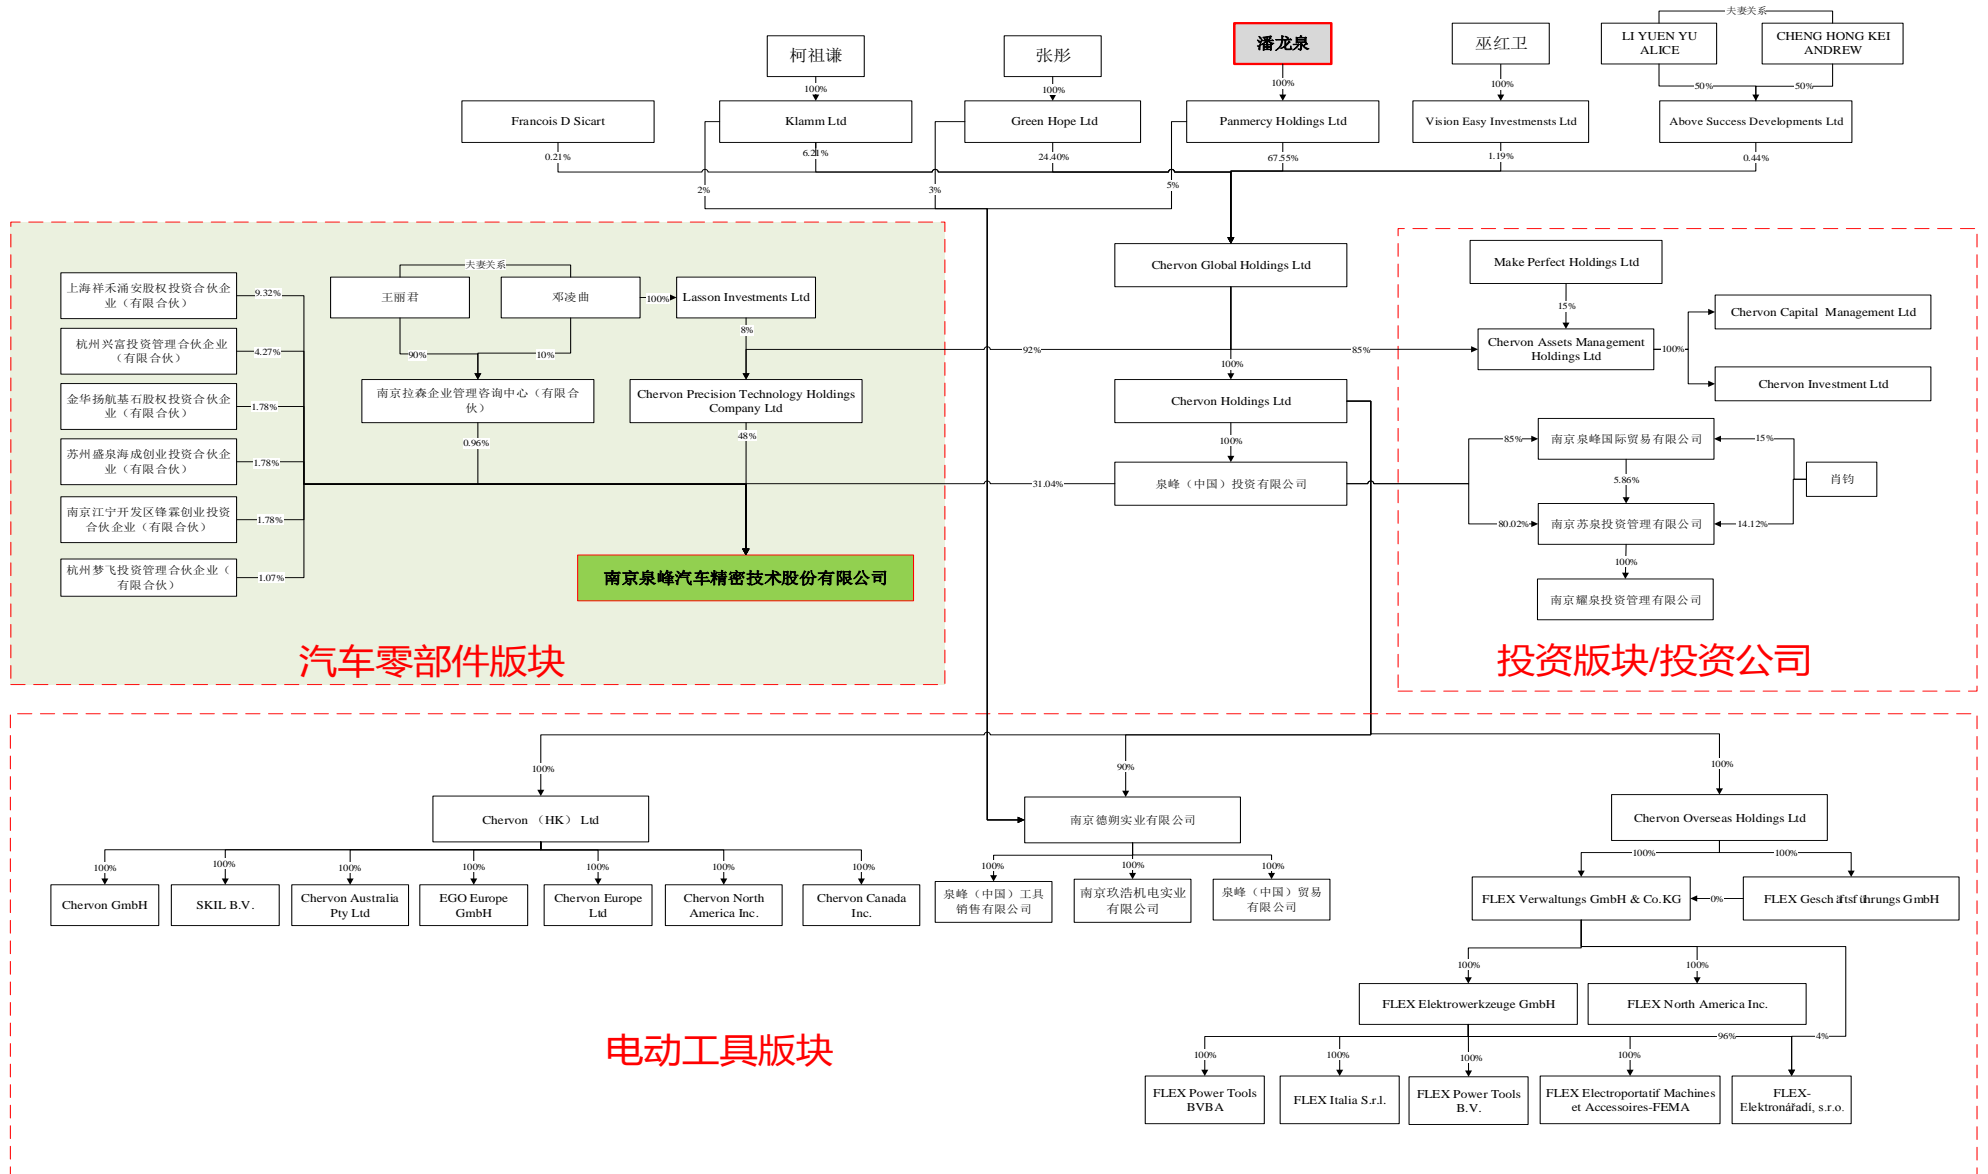 夫妻关系
柯祖谦
张彤
潘龙泉
巫红卫
LI YUEN YU
ALICE
CHENG HONG KEI
ANDREW
100%
100%
100%
100%
50%
50%
Francois D Sicart
Klamm Ltd
Green Hope Ltd
Panmercy Holdings Ltd
Vision Easy Investmensts Ltd
Above Success Developments Ltd
0.21%
6.21%
24.40%
67.55%
1.19%
0.44%
2%
3%
5%
上海祥禾涌安股权投资合伙企
业（有限合伙）
9.32%
杭州兴富投资管理合伙企业
（有限合伙）
4.27%
金华扬航基石股权投资合伙企
业（有限合伙）
1.78%
苏州盛泉海成创业投资合伙企
业（有限合伙）
1.78%
南京江宁开发区锋霖创业投资
合伙企业（有限合伙）
1.78%
杭州梦飞投资管理合伙企业（
有限合伙）
1.07%
夫妻关系
王丽君
邓凌曲
100%
Lasson Investments Ltd
90%
10%
8%
南京拉森企业管理咨询中心（有限合
伙）
Chervon Precision Technology Holdings
Company Ltd
0.96%
48%
南京泉峰汽车精密技术股份有限公司
汽车零部件版块
Chervon Global Holdings Ltd
92%
85%
100%
Chervon Holdings Ltd
100%
31.04%
泉峰（中国）投资有限公司
Make Perfect Holdings Ltd
15%
Chervon Assets Management
Holdings Ltd
100%
Chervon Capital Management Ltd
Chervon Investment Ltd
85%
南京泉峰国际贸易有限公司
15%
5.86%
肖钧
80.02%
南京苏泉投资管理有限公司
14.12%
100%
南京耀泉投资管理有限公司
投资版块/投资公司
100%
90%
100%
Chervon （HK） Ltd
南京德朔实业有限公司
Chervon Overseas Holdings Ltd
100%
100%
100%
100%
100%
100%
100%
Chervon GmbH
SKIL B.V.
Chervon Australia
Pty Ltd
EGO Europe
GmbH
Chervon Europe
Ltd
Chervon North
America Inc.
Chervon Canada
Inc.
100%
100%
100%
泉峰（中国）工具
销售有限公司
南京玖浩机电实业
有限公司
泉峰（中国）贸易
有限公司
100%
100%
FLEX Verwaltungs GmbH & Co.KG
0%
FLEX Geschäftsführungs GmbH
100%
100%
FLEX Elektrowerkzeuge GmbH
FLEX North America Inc.
96%
4%
100%
100%
100%
100%
FLEX Power Tools
BVBA
FLEX Italia S.r.l.
FLEX Power Tools
B.V.
FLEX Electroportatif Machines
et Accessoires-FEMA
FLEX-
Elektronářadí, s.r.o.
电动工具版块